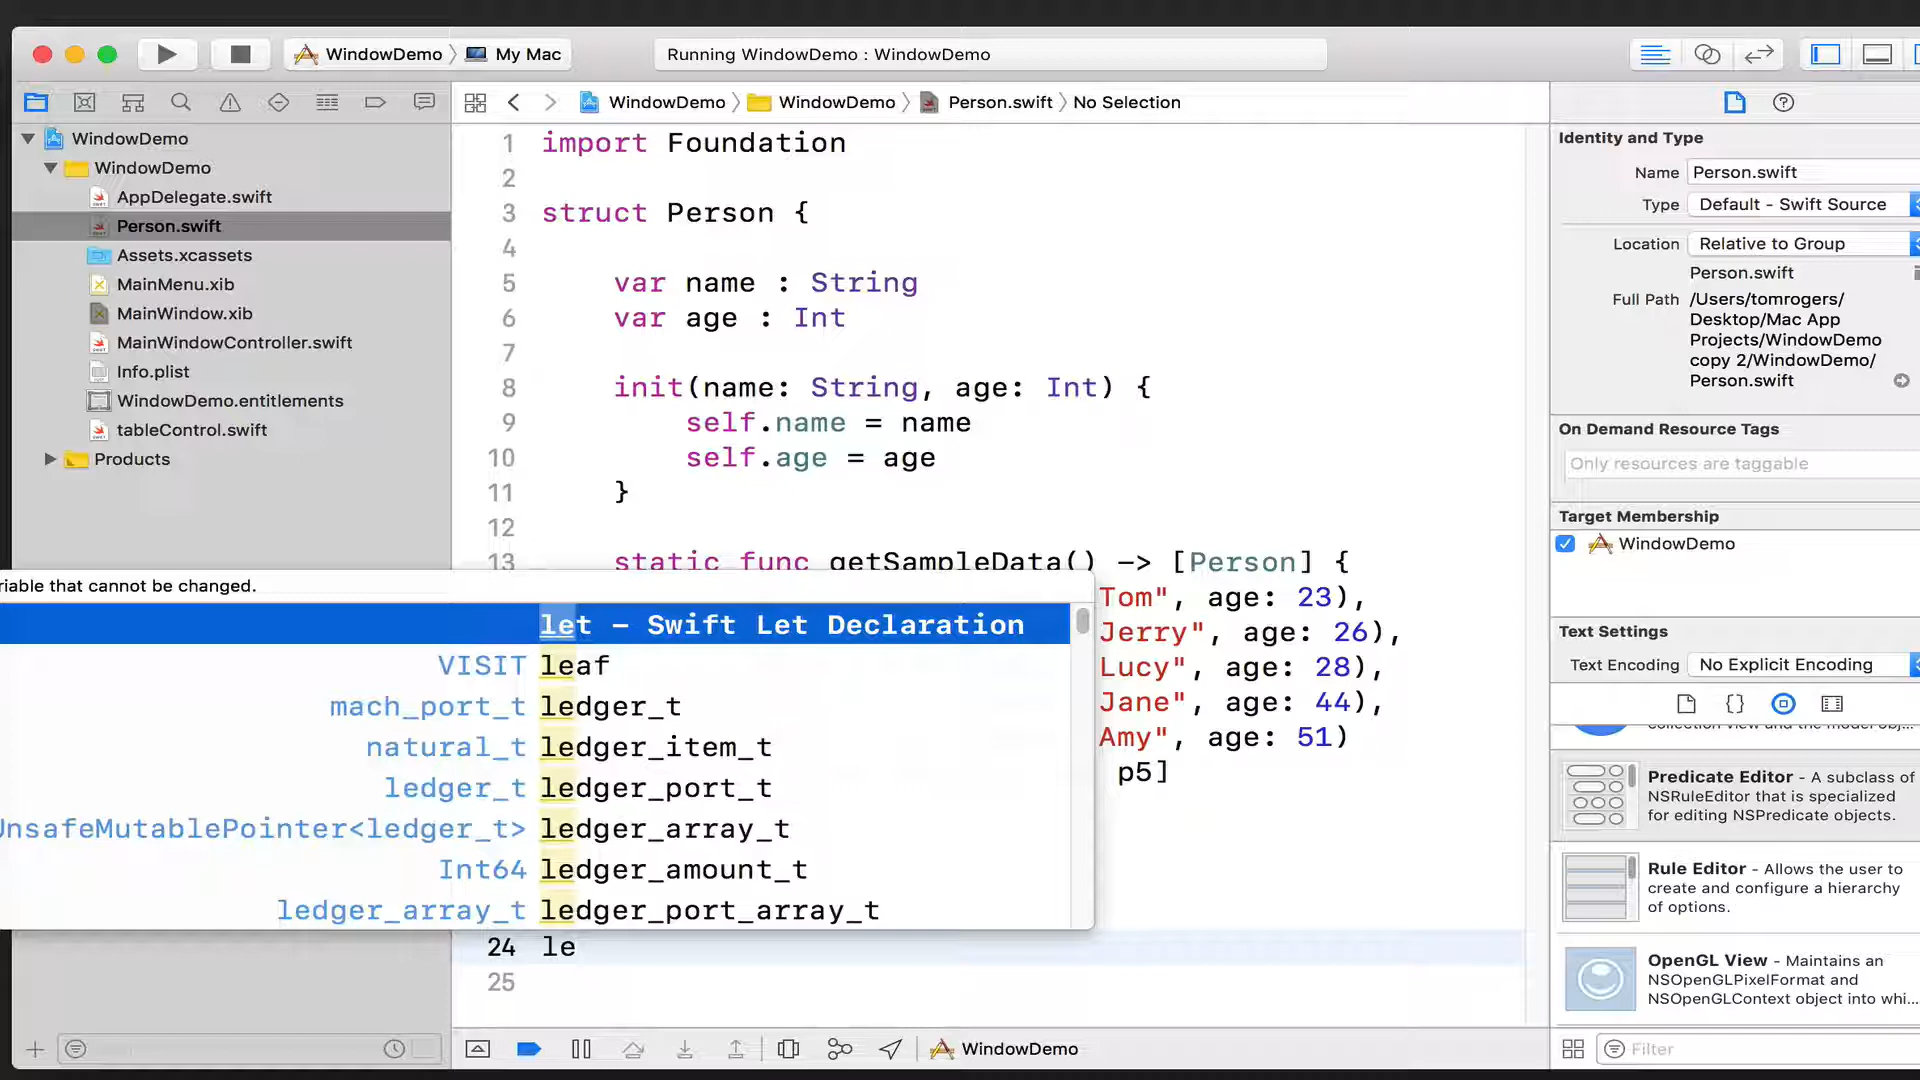 WindowDemo
My Mac
Running WindowDemo : WindowDemo
WindowDemo
WindowDemo
Person.swift
No Selection
WindowDemo
WindowDemo
AppDelegate.swift
Person.swift
Assets.xcassets
MainMenu.xib
MainWindow.xib
MainWindowController.swift
Info.plist
WindowDemo.entitlements
tableControl.swift
Products
1 import Foundation
2
3 struct Person {
4
5 var name : String
6 var age : Int
7
8 init(name: String, age: Int) {
9 self.name = name
10 self.age = age
11 }
12
13 static func getSampleData() -> [Person] {
Tom", age: 23),
Jerry", age: 26),
Lucy", age: 28),
Jane", age: 44),
Amy", age: 51)
p5]
riable that cannot be changed.
let – Swift Let Declaration
VISIT leaf
mach_port_t ledger_t
natural_t ledger_item_t
ledger_t ledger_port_t
UnsafeMutablePointer<ledger_t> ledger_array_t
Int64 ledger_amount_t
ledger_array_t ledger_port_array_t
24 le
25
WindowDemo
Identity and Type
Name Person.swift
Type Default - Swift Source
Location Relative to Group
Person.swift
Full Path /Users/tomrogers/
Desktop/Mac App
Projects/WindowDemo
copy 2/WindowDemo/
Person.swift
On Demand Resource Tags
Only resources are taggable
Target Membership
WindowDemo
Text Settings
Text Encoding No Explicit Encoding
Predicate Editor - A subclass of
NSRuleEditor that is specialized
for editing NSPredicate objects.
Rule Editor - Allows the user to
create and configure a hierarchy
of options.
OpenGL View - Maintains an
NSOpenGLPixelFormat and
NSOpenGLContext object into whi...
Filter